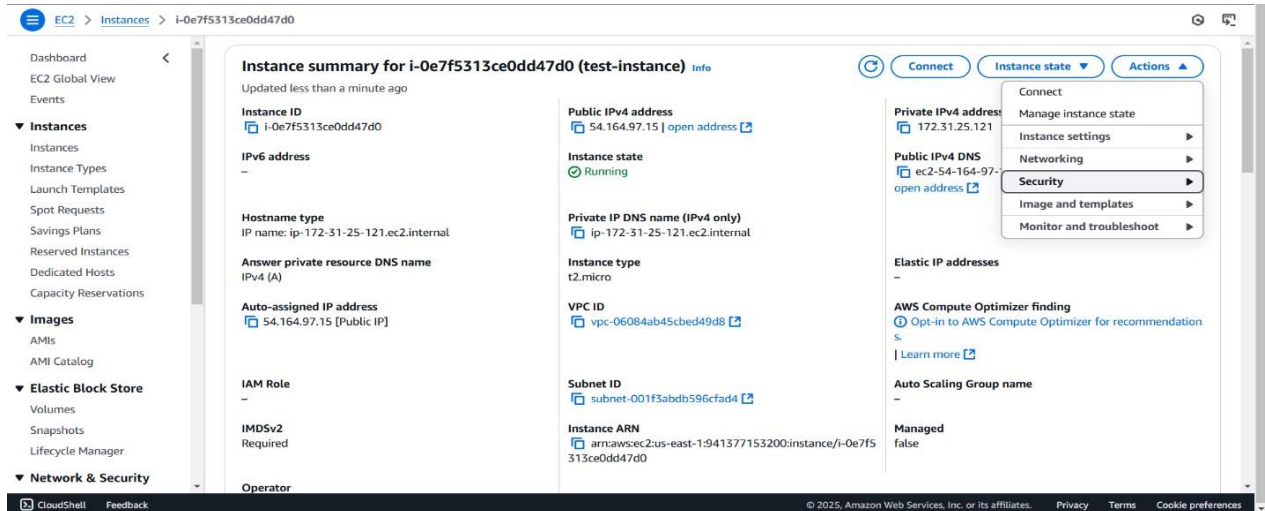 EC2 > Instances > i-0e7f5313ce0dd47d0
Dashboard
EC2 Global View
Events
Instances
Instances
Instance Types
Launch Templates
Spot Requests
Savings Plans
Reserved Instances
Dedicated Hosts
Capacity Reservations
Images
AMIs
AMI Catalog
Elastic Block Store
Volumes
Snapshots
Lifecycle Manager
Network & Security
Instance summary for i-0e7f5313ce0dd47d0 (test-instance) Info
Connect
Instance state
Actions
Updated less than a minute ago
Connect
Manage instance state
Instance settings
Networking
Security
Image and templates
Monitor and troubleshoot
Instance ID
i-0e7f5313ce0dd47d0
Public IPv4 address
54.164.97.15 | open address
Private IPv4 address
172.31.25.121
IPv6 address
–
Instance state
Running
Public IPv4 DNS
ec2-54-164-97-
open address
Hostname type
IP name: ip-172-31-25-121.ec2.internal
Private IP DNS name (IPv4 only)
ip-172-31-25-121.ec2.internal
Answer private resource DNS name
IPv4 (A)
Instance type
t2.micro
Elastic IP addresses
–
Auto-assigned IP address
54.164.97.15 [Public IP]
VPC ID
vpc-06084ab45cbed49d8
AWS Compute Optimizer finding
Opt-in to AWS Compute Optimizer for recommendation
s.
| Learn more
IAM Role
–
Subnet ID
subnet-001f3abdb596cfad4
Auto Scaling Group name
–
IMDSv2
Required
Instance ARN
arn:aws:ec2:us-east-1:941377153200:instance/i-0e7f5
313ce0dd47d0
Managed
false
Operator
CloudShell Feedback
© 2025, Amazon Web Services, Inc. or its affiliates. Privacy Terms Cookie preferences